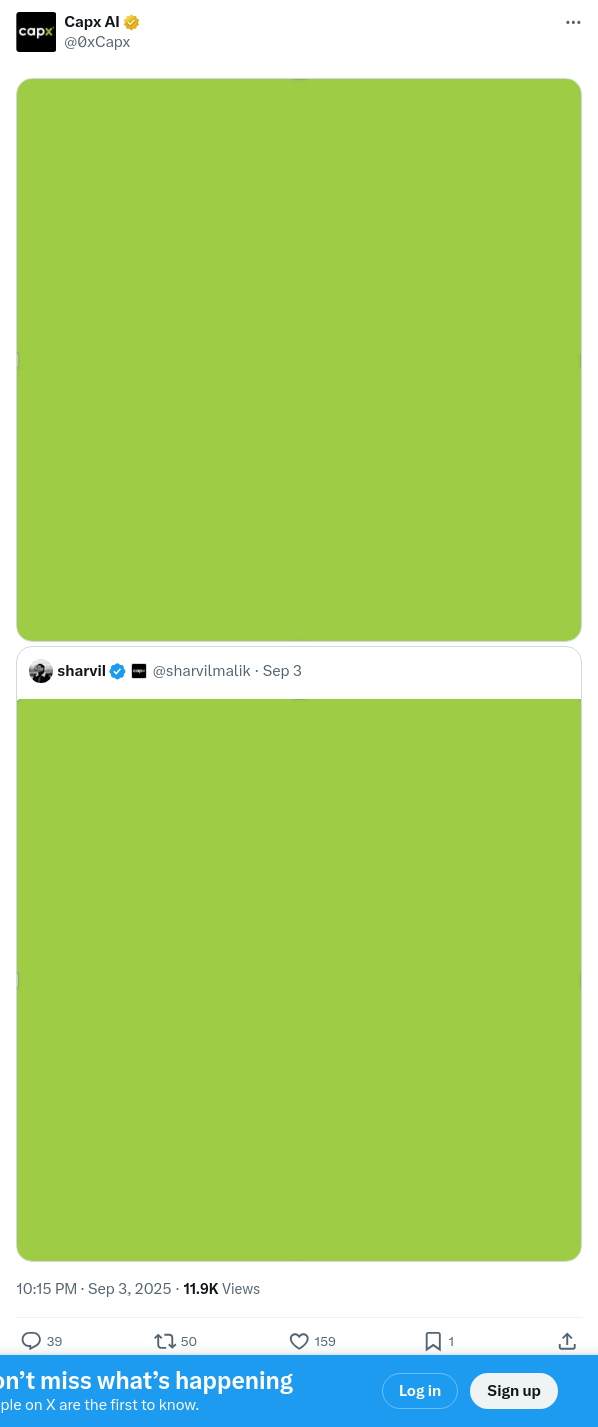 capx
Capx AI
@0xCapx
sharvil @sharvilmalik · Sep 3
10:15 PM · Sep 3, 2025 · 11.9K Views
39 50 159 1
on’t miss what’s happening
ple on X are the first to know.
Log in
Sign up